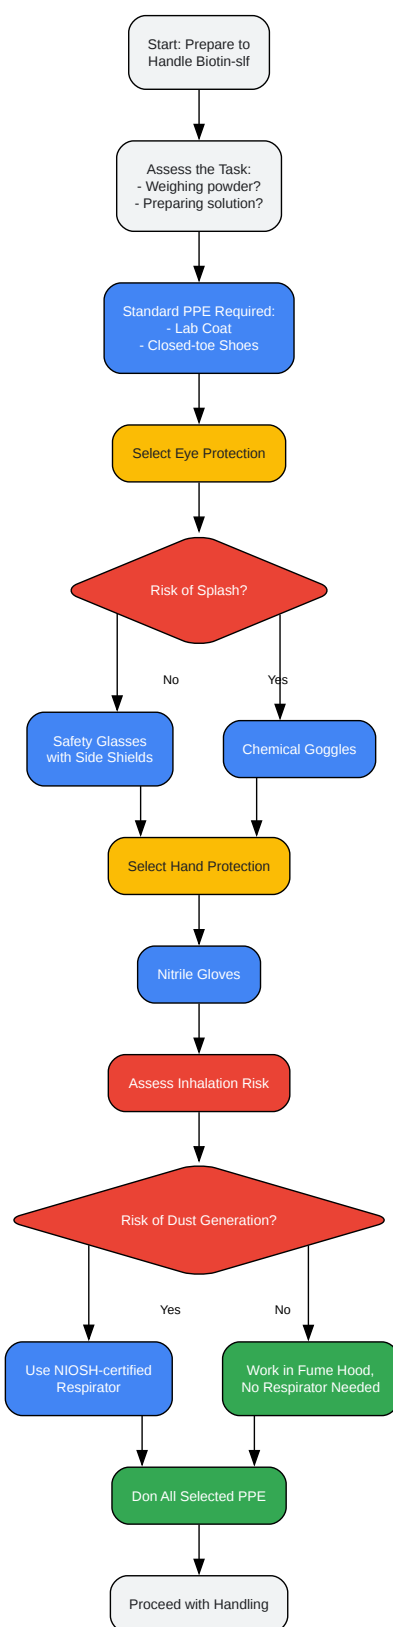 Start: Prepare to
Handle Biotin-slf
Assess the Task:
- Weighing powder?
- Preparing solution?
Standard PPE Required:
- Lab Coat
- Closed-toe Shoes
Select Eye Protection
Risk of Splash?
No
Yes
Safety Glasses
with Side Shields
Chemical Goggles
Select Hand Protection
Nitrile Gloves
Assess Inhalation Risk
Risk of Dust Generation?
Yes
No
Use NIOSH-certified
Respirator
Work in Fume Hood,
No Respirator Needed
Don All Selected PPE
Proceed with Handling